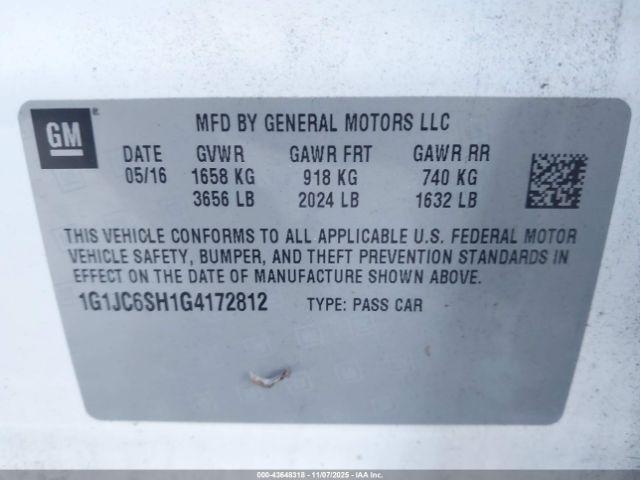 GM
MFD BY GENERAL MOTORS LLC
DATE GVWR GAWR FRT GAWR RR
05/16 1658 KG 918 KG 740 KG
3656 LB 2024 LB 1632 LB
THIS VEHICLE CONFORMS TO ALL APPLICABLE U.S. FEDERAL MOTOR
VEHICLE SAFETY, BUMPER, AND THEFT PREVENTION STANDARDS
IN EFFECT ON THE DATE OF MANUFACTURE SHOWN ABOVE.
1G1JC6SH1G4172812 TYPE: PASS CAR
000-43648318 - 11/07/2025 - IAA, Inc.